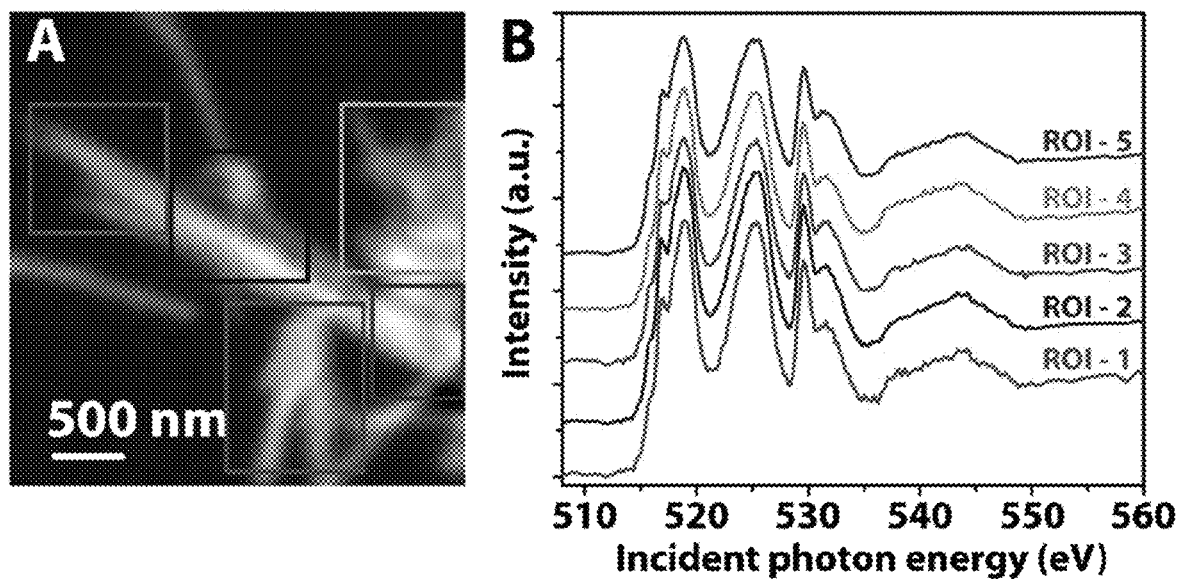 A
500 nm
B
Intensity (a.u.)
ROI - 5
ROI - 4
ROI - 3
ROI - 2
ROI - 1
510 520 530 540 550 560
Incident photon energy (eV)